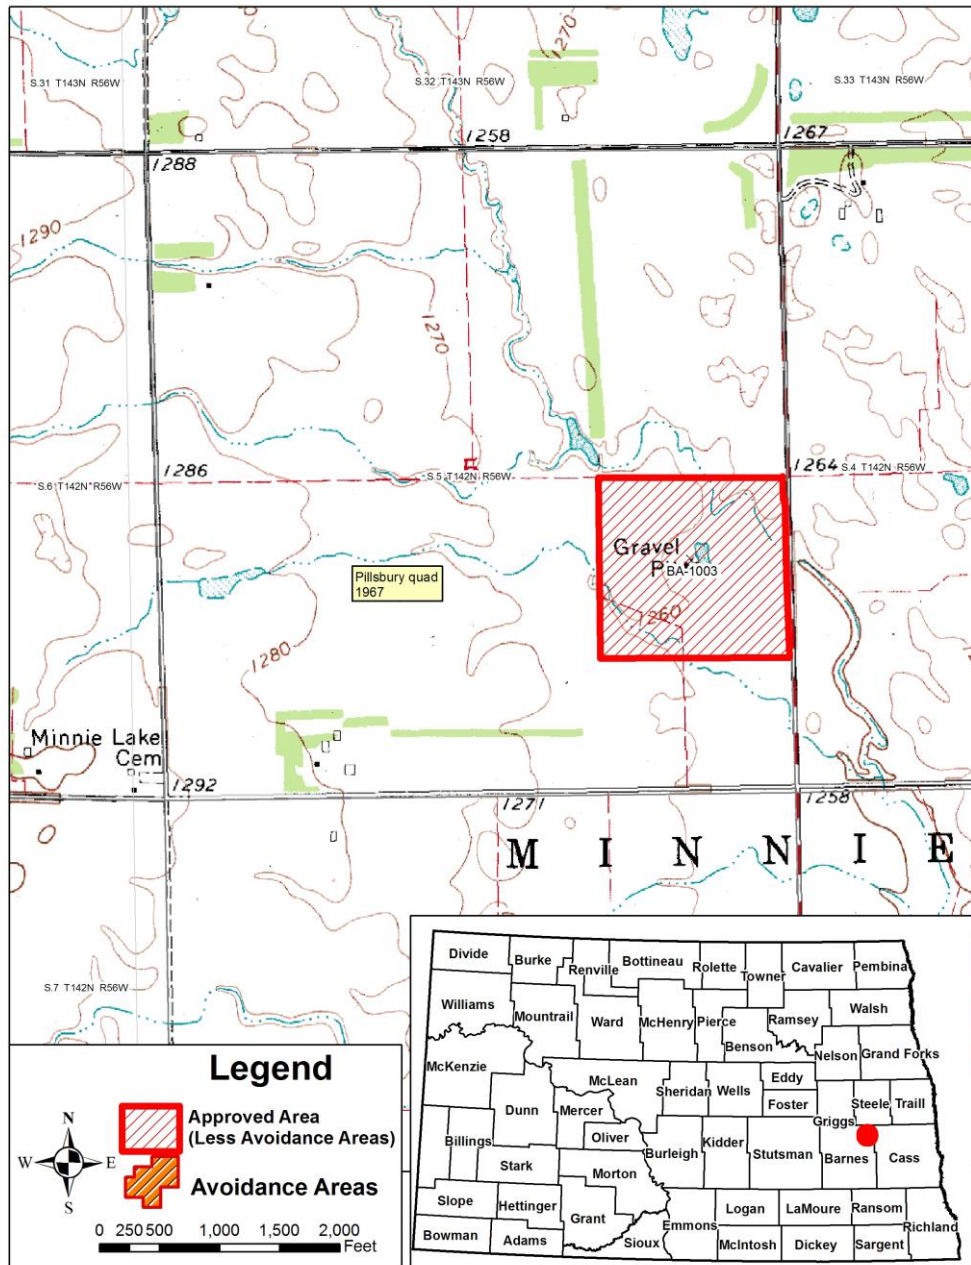 S.31 T143N R56W
S.32 T143N R56W
1270
S.33 T143N R56W
1288
1258
1267
1290
1270
1286
S.6 T142N R56W
S.5 T142N R56W
1264
S.4 T142N R56W
Gravel
P BA-1003
Pillsbury quad
1967
1260
1280
Minnie Lake
Cem
1292
1271
1258
M I N N I E
S.7 T142N R56W
Legend
Approved Area
(Less Avoidance Areas)
Avoidance Areas
N
W E
S
0 250 500 1,000 1,500 2,000
Feet
Divide
Burke
Renville
Bottineau
Rolette
Towner
Cavalier
Pembina
Williams
Mountrail
Ward
McHenry
Pierce
Benson
Ramsey
Walsh
McKenzie
Nelson
Grand Forks
McLean
Sheridan
Wells
Eddy
Foster
Griggs
Steele
Traill
Dunn
Mercer
Oliver
Billings
Stark
Morton
Burleigh
Kidder
Stutsman
Barnes
Cass
Slope
Hettinger
Grant
Emmons
Logan
LaMoure
Ransom
Richland
Bowman
Adams
Sioux
McIntosh
Dickey
Sargent